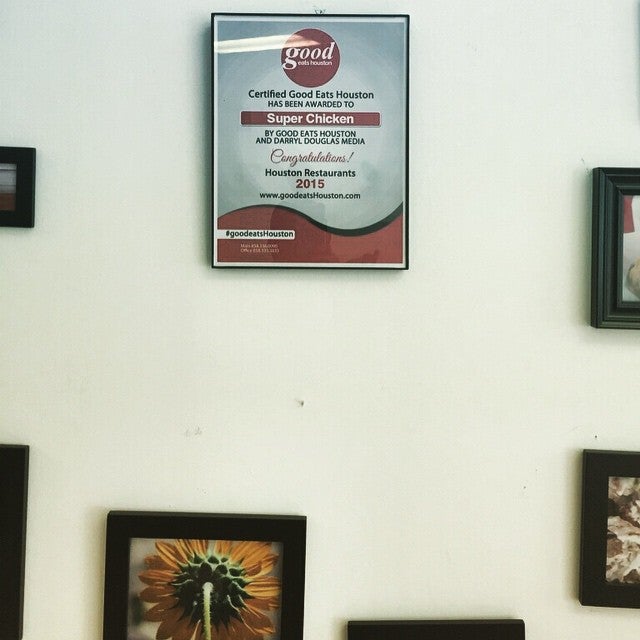 good
eats houston
Certified Good Eats Houston
HAS BEEN AWARDED TO
Super Chicken
BY GOOD EATS HOUSTON
AND DARRYL DOUGLAS MEDIA
Congratulations!
Houston Restaurants
2015
www.goodeatsHouston.com
#goodeatsHouston